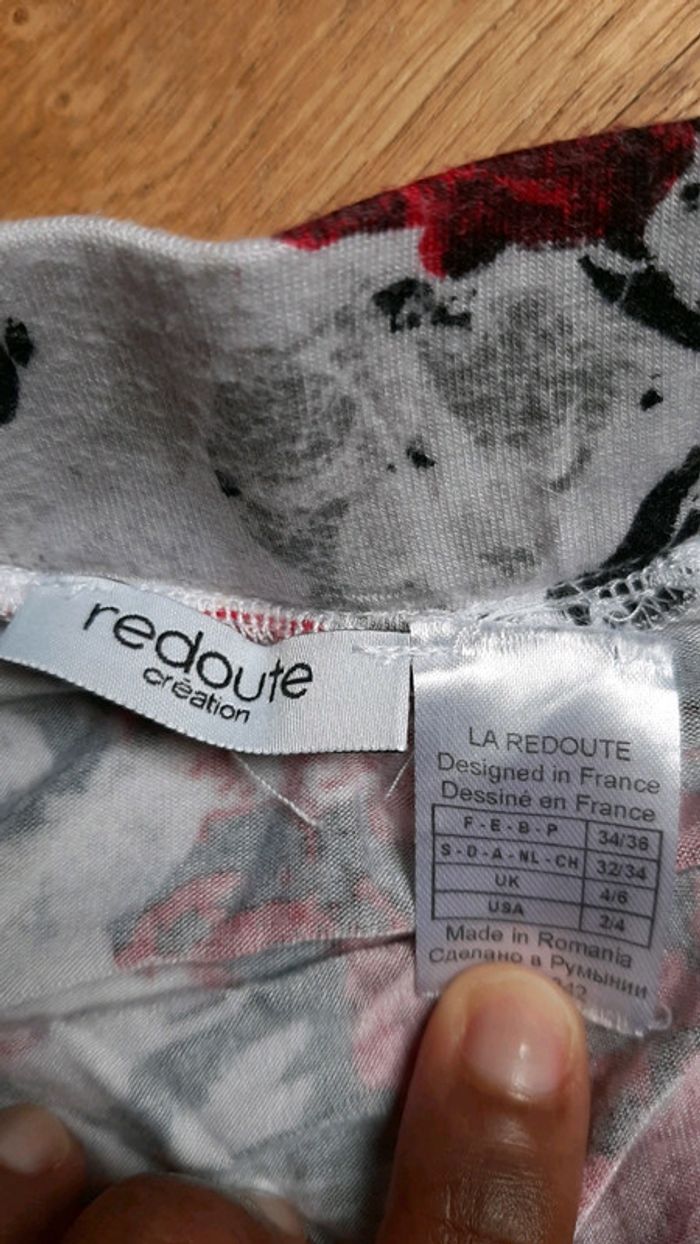 redoute
création
LA REDOUTE
Designed in France
Dessiné en France
F - E - B - P 34/36
S - D - A - NL - CH 32/34
UK 4/6
USA 2/4
Made in Romania
Сделано в Румынии